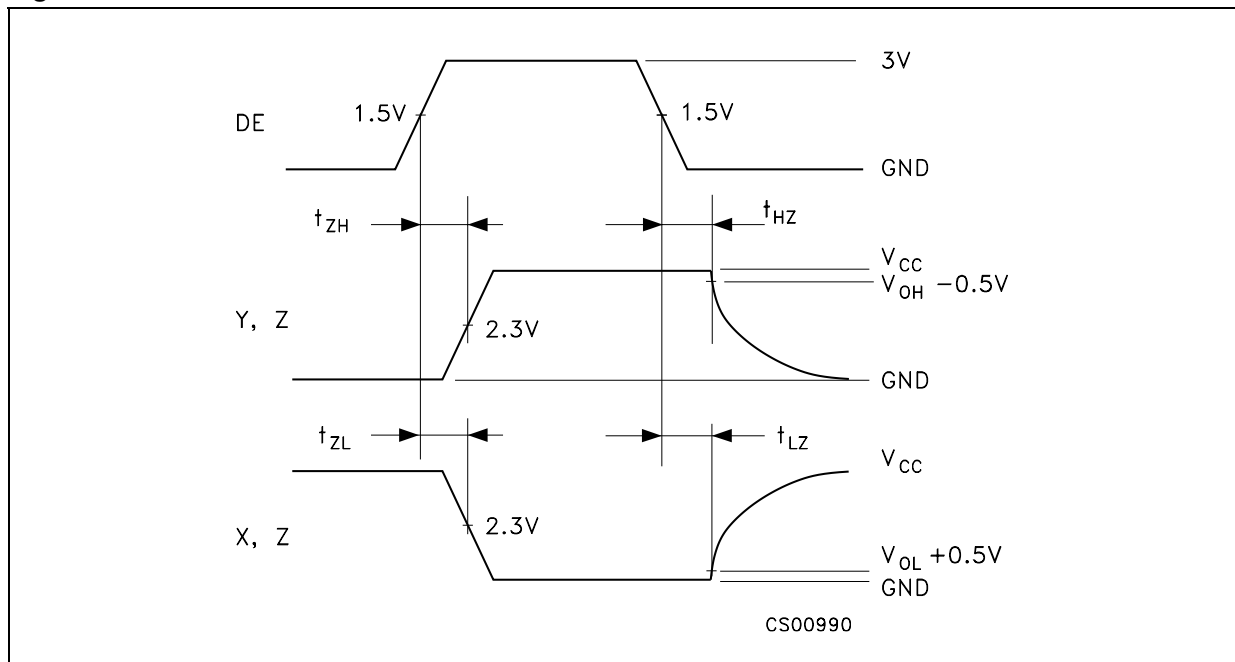 3V
1.5V
1.5V
DE
GND
t_ZH
t_HZ
V_CC
V_OH -0.5V
Y, Z
2.3V
GND
t_ZL
t_LZ
V_CC
2.3V
X, Z
V_OL +0.5V
GND
CS00990